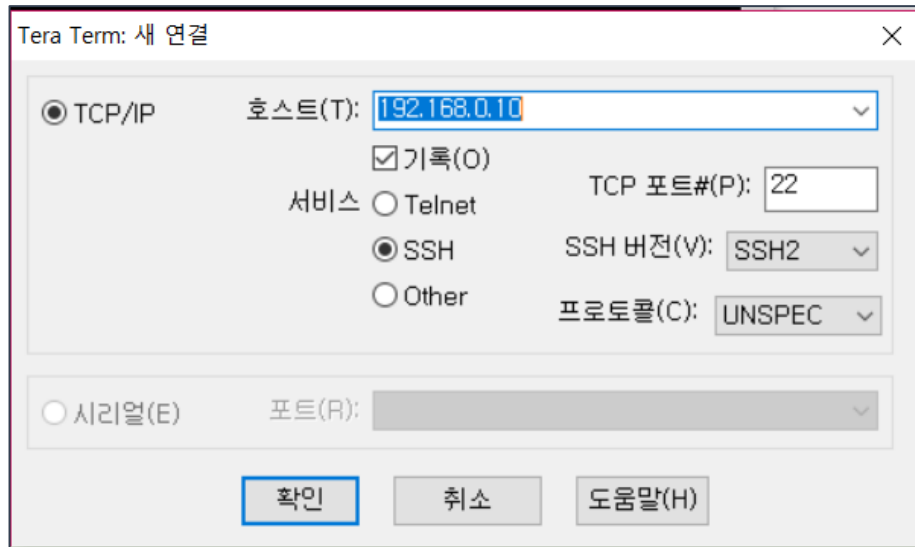 Tera Term: 새 연결
TCP/IP
호스트(T): 192.168.0.10
기록(O)
서비스
Telnet
TCP 포트#(P): 22
SSH
SSH 버전(V): SSH2
Other
프로토콜(C): UNSPEC
시리얼(E)
포트(R):
확인
취소
도움말(H)